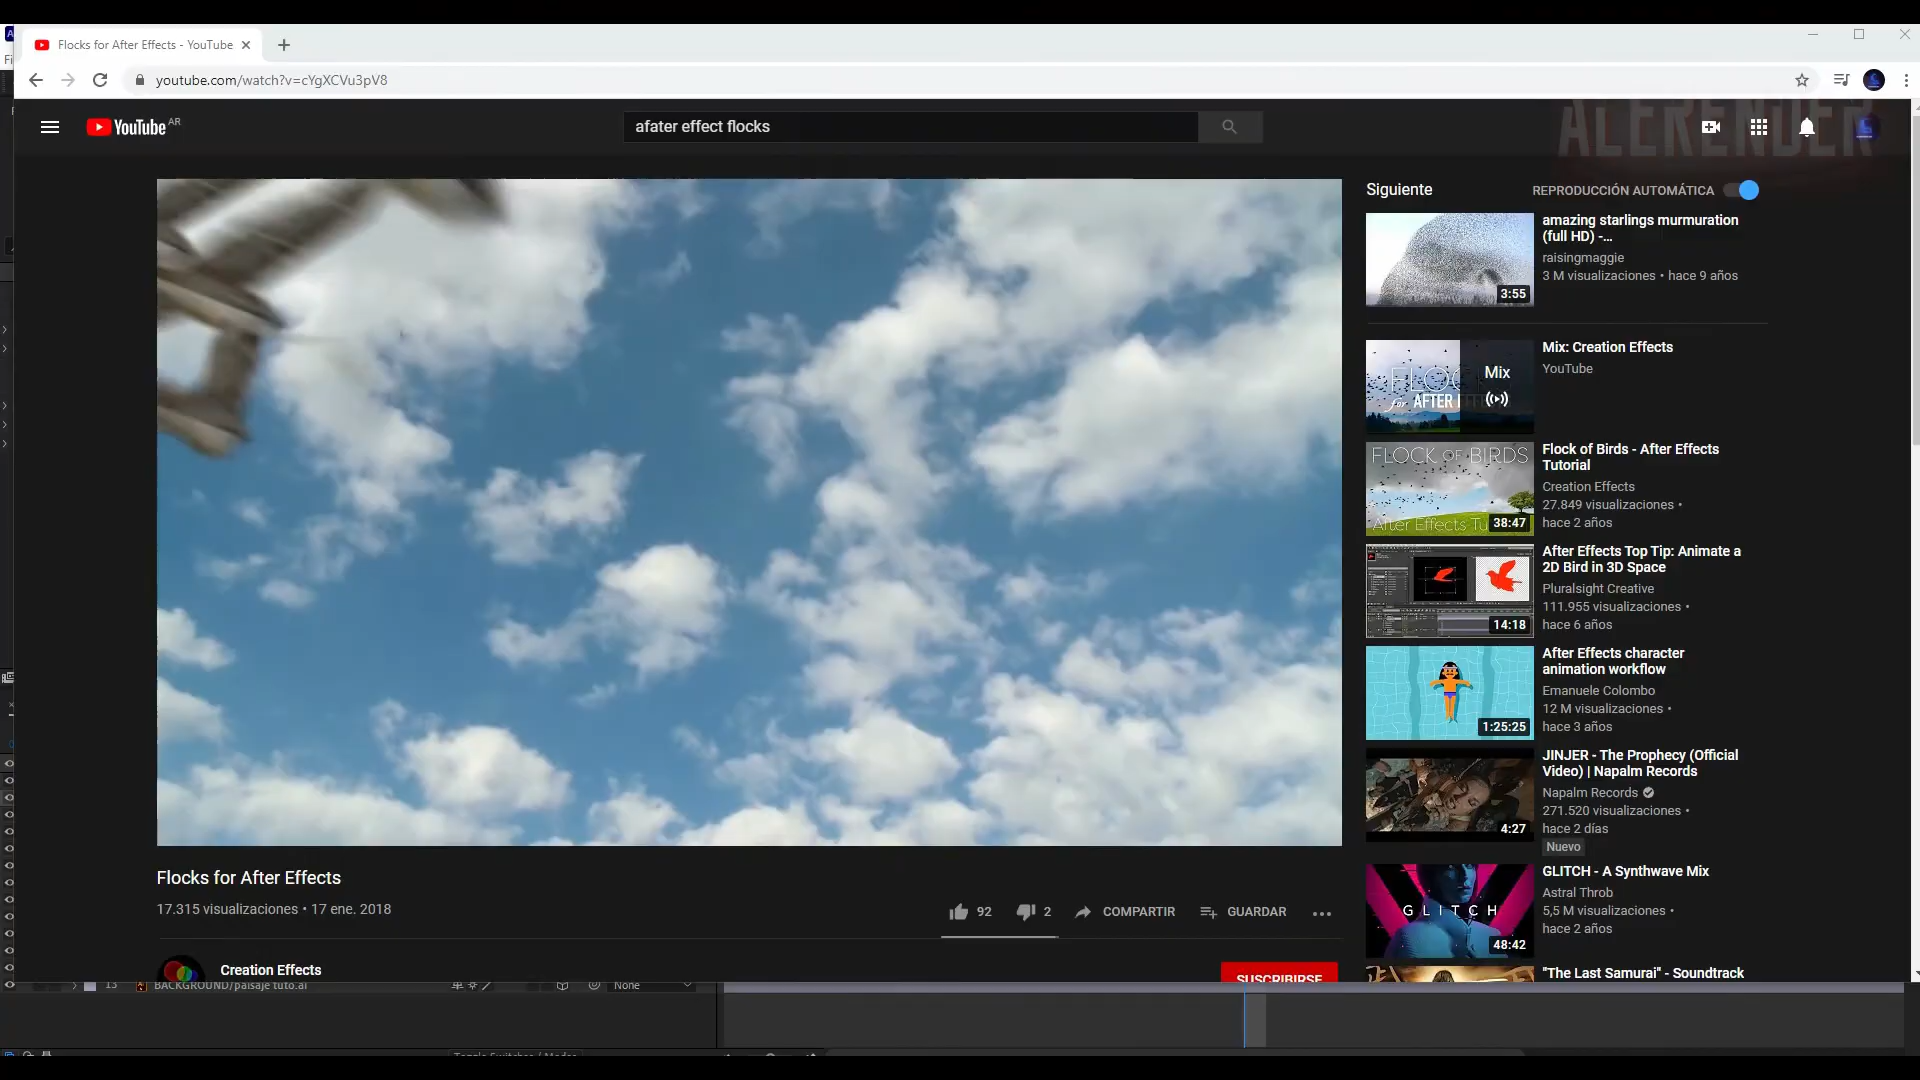 Flocks for After Effects - YouTube
youtube.com/watch?v=cYgXCVu3pV8
YouTube AR
afater effect flocks
ALERENDER
Siguiente
REPRODUCCIÓN AUTOMÁTICA
amazing starlings murmuration
(full HD) -...
raisingmaggie
3 M visualizaciones • hace 9 años
3:55
Mix: Creation Effects
YouTube
Mix
for AFTER
Flock of Birds - After Effects
Tutorial
Creation Effects
27.849 visualizaciones •
hace 2 años
FLOCK OF BIRDS
After Effects Tu
38:47
After Effects Top Tip: Animate a
2D Bird in 3D Space
Pluralsight Creative
111.955 visualizaciones •
hace 6 años
14:18
After Effects character
animation workflow
Emanuele Colombo
12 M visualizaciones •
hace 3 años
1:25:25
JINJER - The Prophecy (Official
Video) | Napalm Records
Napalm Records
271.520 visualizaciones •
hace 2 días
Nuevo
4:27
GLITCH - A Synthwave Mix
Astral Throb
5,5 M visualizaciones •
hace 2 años
GLITCH
48:42
"The Last Samurai" - Soundtrack
Flocks for After Effects
17.315 visualizaciones • 17 ene. 2018
92
2
COMPARTIR
GUARDAR
Creation Effects
SUSCRIBIRSE
13
BACKGROUND/paisaje tuto.ai
None